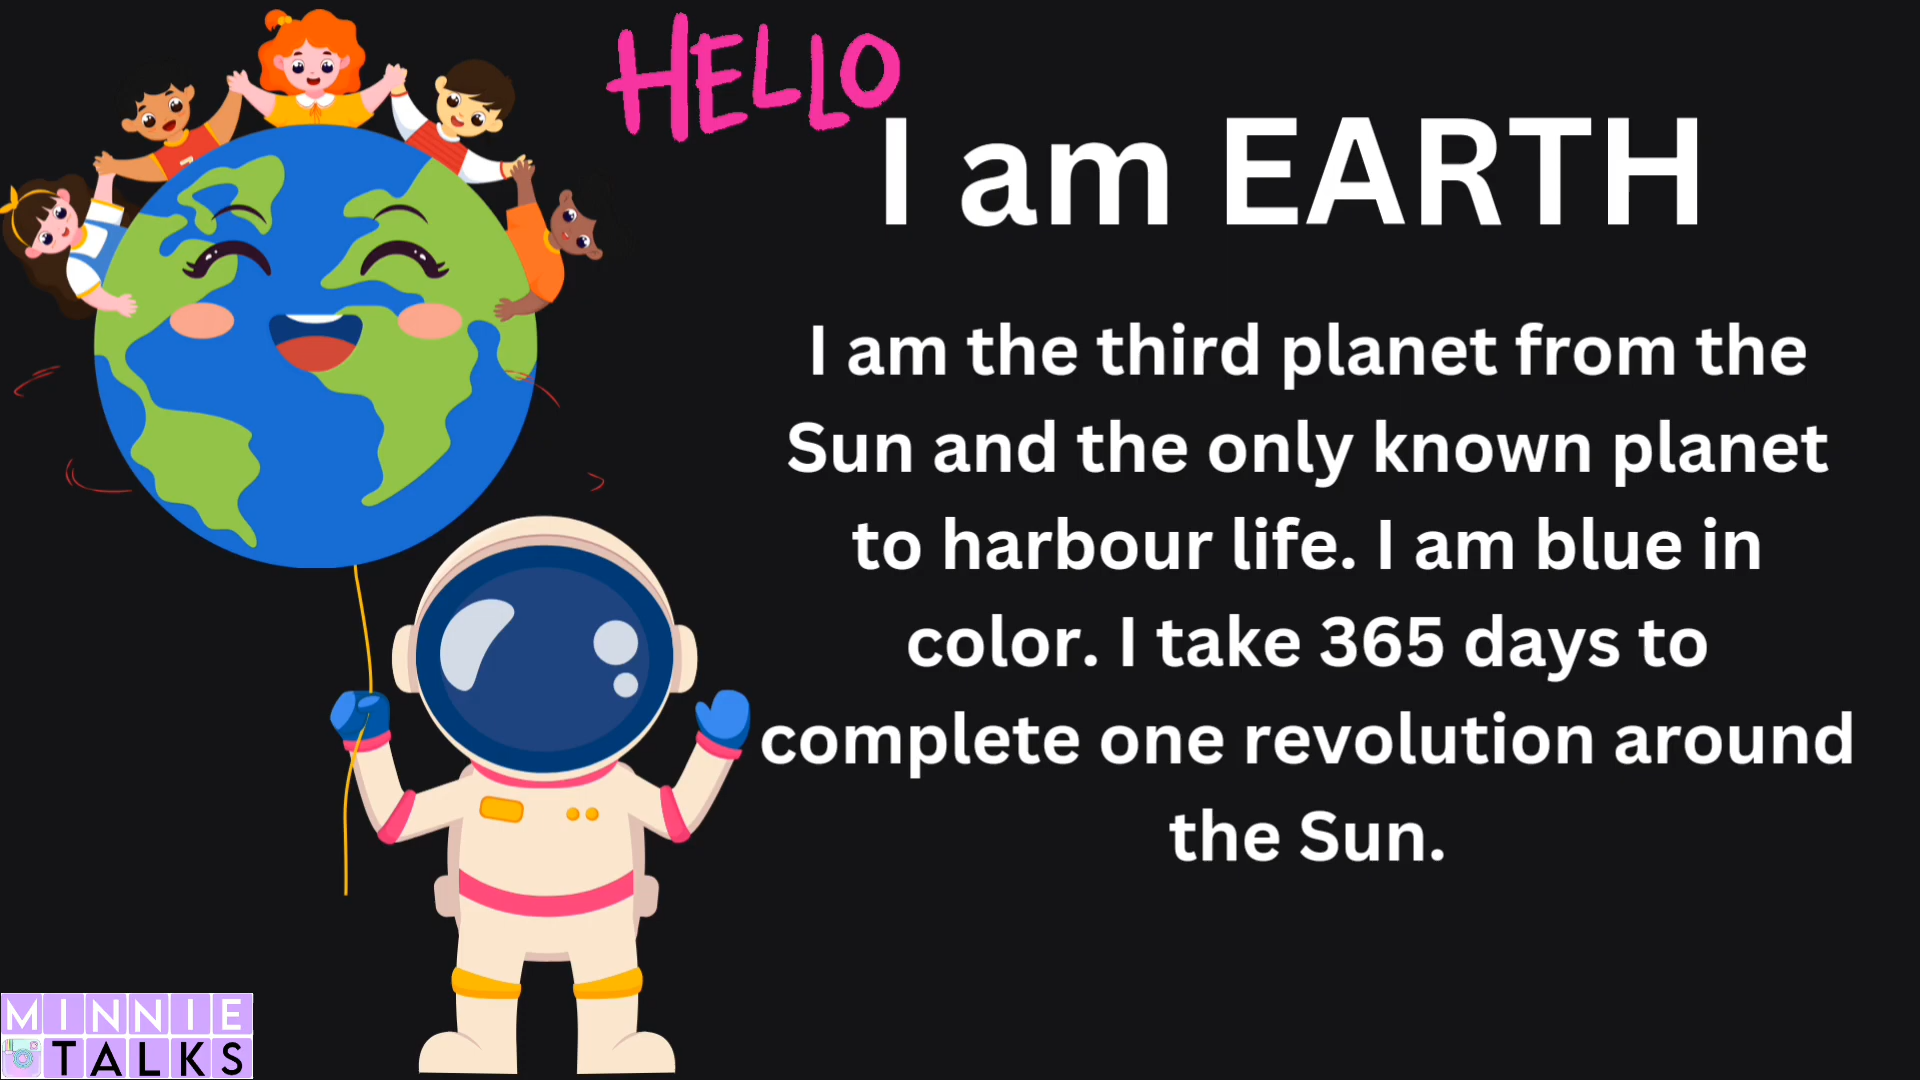 HELLO
I am EARTH
I am the third planet from the
Sun and the only known planet
to harbour life. I am blue in
color. I take 365 days to
complete one revolution around
the Sun.
MINNIE
TALKS